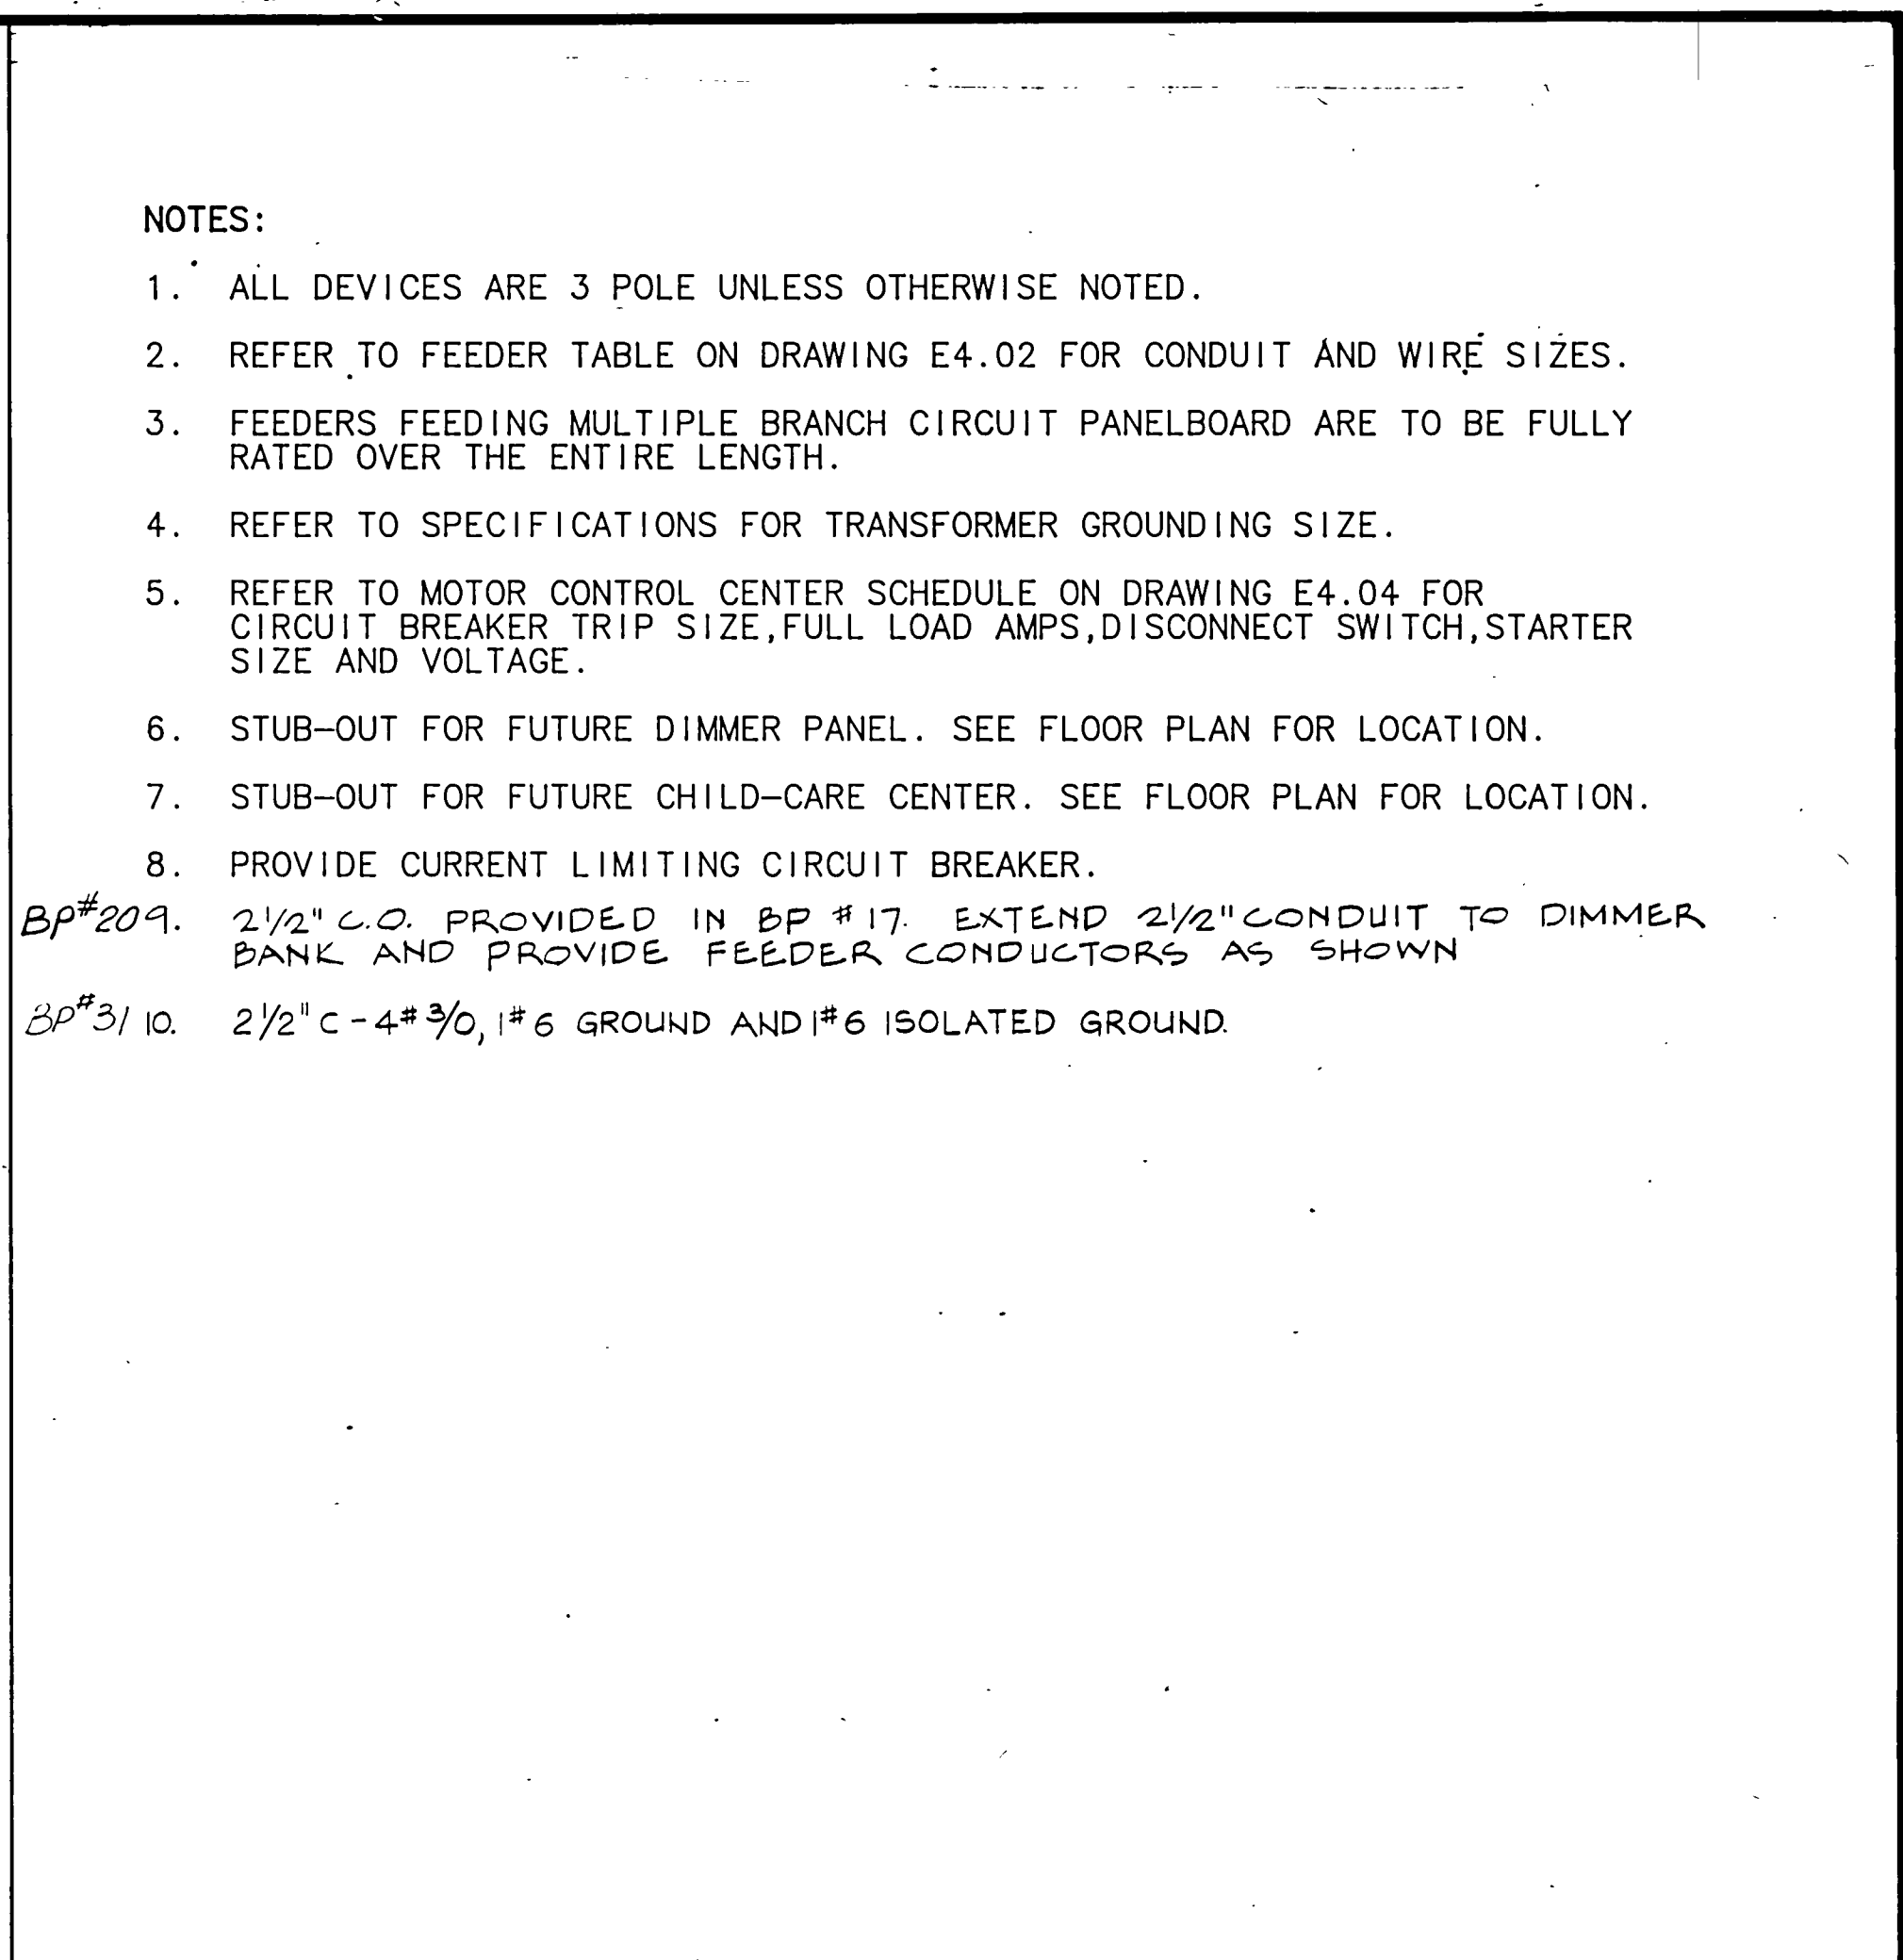 NOTES:
1. ALL DEVICES ARE 3 POLE UNLESS OTHERWISE NOTED.
2. REFER TO FEEDER TABLE ON DRAWING E4.02 FOR CONDUIT AND WIRE SIZES.
3. FEEDERS FEEDING MULTIPLE BRANCH CIRCUIT PANELBOARD ARE TO BE FULLY
RATED OVER THE ENTIRE LENGTH.
4. REFER TO SPECIFICATIONS FOR TRANSFORMER GROUNDING SIZE.
5. REFER TO MOTOR CONTROL CENTER SCHEDULE ON DRAWING E4.04 FOR
CIRCUIT BREAKER TRIP SIZE,FULL LOAD AMPS,DISCONNECT SWITCH,STARTER
SIZE AND VOLTAGE.
6. STUB-OUT FOR FUTURE DIMMER PANEL. SEE FLOOR PLAN FOR LOCATION.
7. STUB-OUT FOR FUTURE CHILD-CARE CENTER. SEE FLOOR PLAN FOR LOCATION.
8. PROVIDE CURRENT LIMITING CIRCUIT BREAKER.
BP#20 9. 2 1/2" C.O. PROVIDED IN BP #17. EXTEND 2 1/2" CONDUIT TO DIMMER
BANK AND PROVIDE FEEDER CONDUCTORS AS SHOWN
BP#31 10. 2 1/2" C - 4# 3/0, 1#6 GROUND AND 1#6 ISOLATED GROUND.